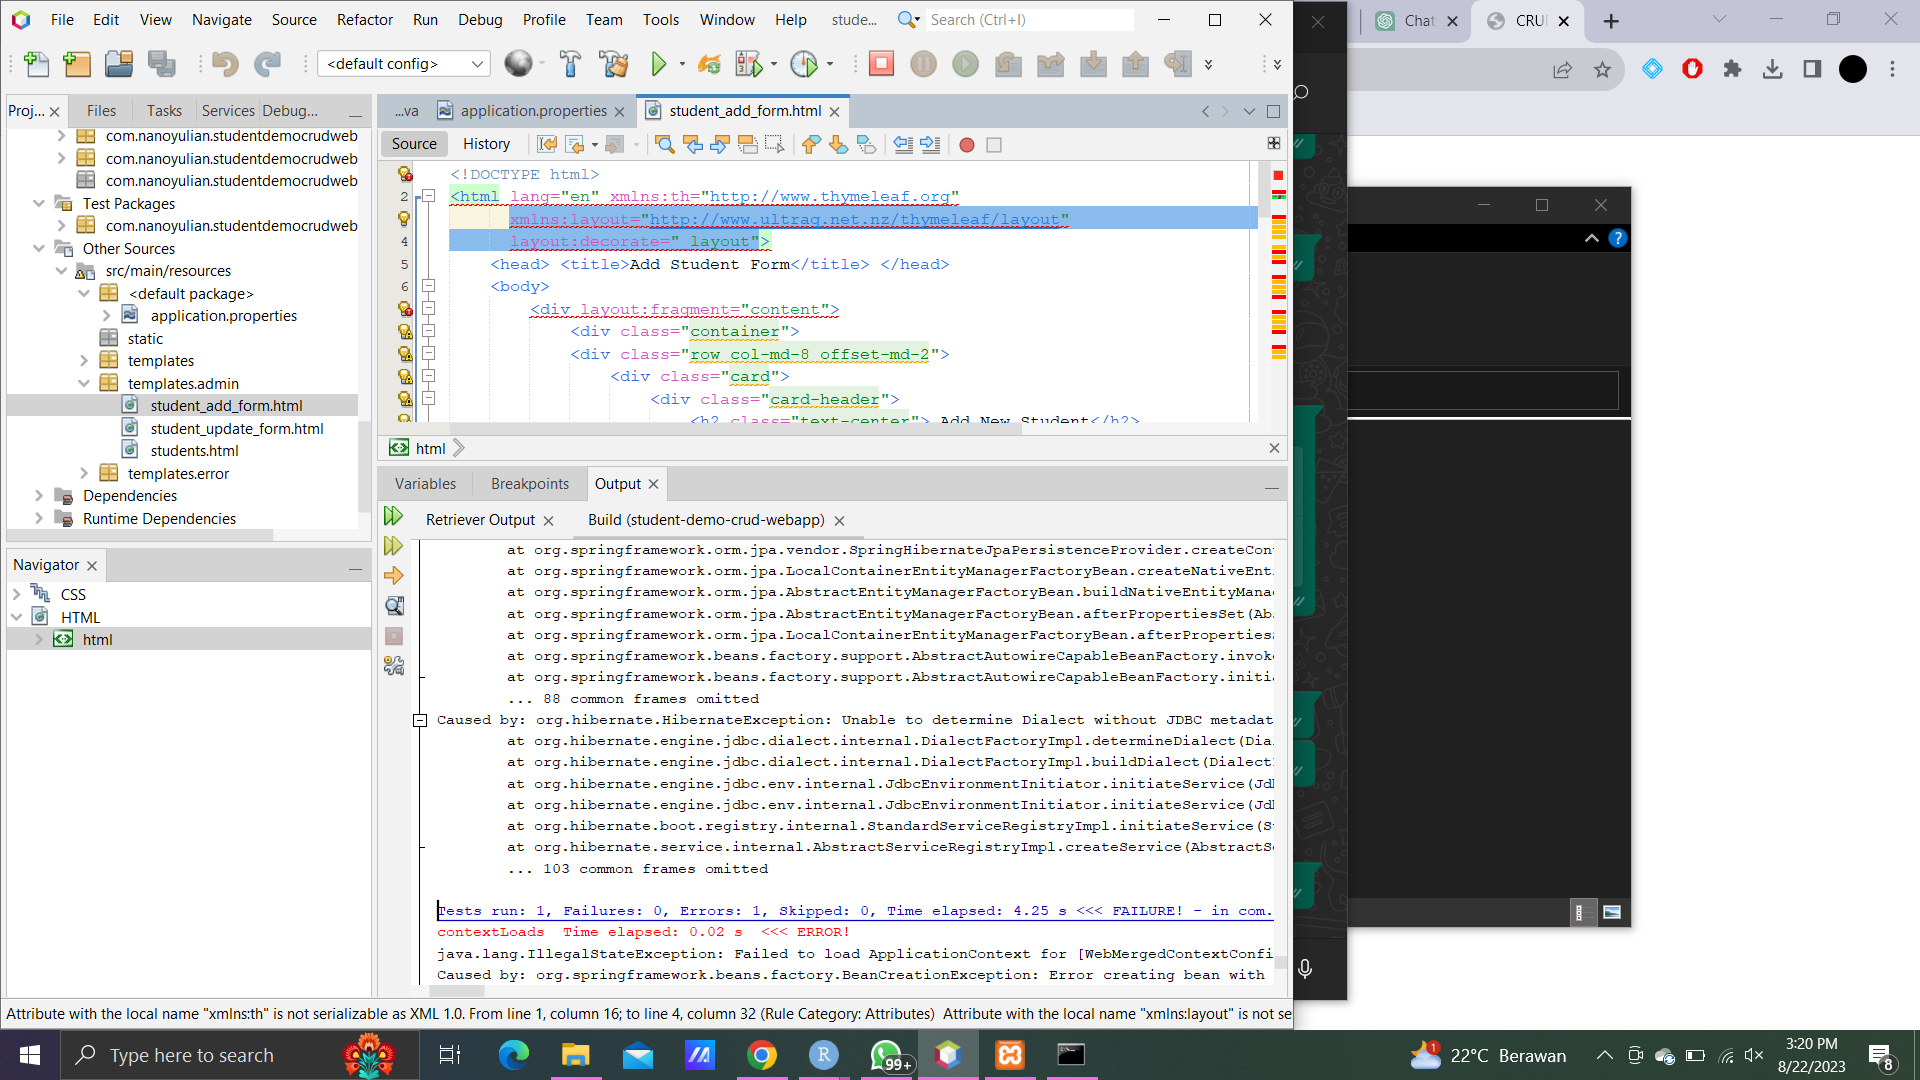 File Edit View Navigate Source Refactor Run Debug Profile Team Tools Window Help stude... Search (Ctrl+I)
<default config>
Proj... Files Tasks Services Debug...
com.nanoyulian.studentdemocrudweb
com.nanoyulian.studentdemocrudweb
com.nanoyulian.studentdemocrudweb
Test Packages
com.nanoyulian.studentdemocrudweb
Other Sources
src/main/resources
<default package>
application.properties
static
templates
templates.admin
student_add_form.html
student_update_form.html
students.html
templates.error
Dependencies
Runtime Dependencies
Navigator
CSS
HTML
html
...va application.properties student_add_form.html
Source History
<!DOCTYPE html>
2 <html lang="en" xmlns:th="http://www.thymeleaf.org"
xmlns:layout="http://www.ultraq.net.nz/thymeleaf/layout"
4 layout:decorate="_layout">
5 <head> <title>Add Student Form</title> </head>
6 <body>
<div layout:fragment="content">
<div class="container">
<div class="row col-md-8 offset-md-2">
<div class="card">
<div class="card-header">
<h2 class="text-center"> Add New Student</h2>
html
Variables Breakpoints Output
Retriever Output Build (student-demo-crud-webapp)
at org.springframework.orm.jpa.vendor.SpringHibernateJpaPersistenceProvider.createCon
at org.springframework.orm.jpa.LocalContainerEntityManagerFactoryBean.createNativeEnti
at org.springframework.orm.jpa.AbstractEntityManagerFactoryBean.buildNativeEntityManag
at org.springframework.orm.jpa.AbstractEntityManagerFactoryBean.afterPropertiesSet(Abs
at org.springframework.orm.jpa.LocalContainerEntityManagerFactoryBean.afterPropertiesS
at org.springframework.beans.factory.support.AbstractAutowireCapableBeanFactory.invoke
at org.springframework.beans.factory.support.AbstractAutowireCapableBeanFactory.initia
... 88 common frames omitted
Caused by: org.hibernate.HibernateException: Unable to determine Dialect without JDBC metadat
at org.hibernate.engine.jdbc.dialect.internal.DialectFactoryImpl.determineDialect(Dia
at org.hibernate.engine.jdbc.dialect.internal.DialectFactoryImpl.buildDialect(Dialect
at org.hibernate.engine.jdbc.env.internal.JdbcEnvironmentInitiator.initiateService(Jd
at org.hibernate.engine.jdbc.env.internal.JdbcEnvironmentInitiator.initiateService(Jd
at org.hibernate.boot.registry.internal.StandardServiceRegistryImpl.initiateService(S
at org.hibernate.service.internal.AbstractServiceRegistryImpl.createService(AbstractSe
... 103 common frames omitted
Tests run: 1, Failures: 0, Errors: 1, Skipped: 0, Time elapsed: 4.25 s <<< FAILURE! - in com.
contextLoads Time elapsed: 0.02 s <<< ERROR!
java.lang.IllegalStateException: Failed to load ApplicationContext for [WebMergedContextConfi
Caused by: org.springframework.beans.factory.BeanCreationException: Error creating bean with
Attribute with the local name "xmlns:th" is not serializable as XML 1.0. From line 1, column 16; to line 4, column 32 (Rule Category: Attributes) Attribute with the local name "xmlns:layout" is not se
Chat CRU
Type here to search
99+
22°C Berawan
3:20 PM
8/22/2023
8